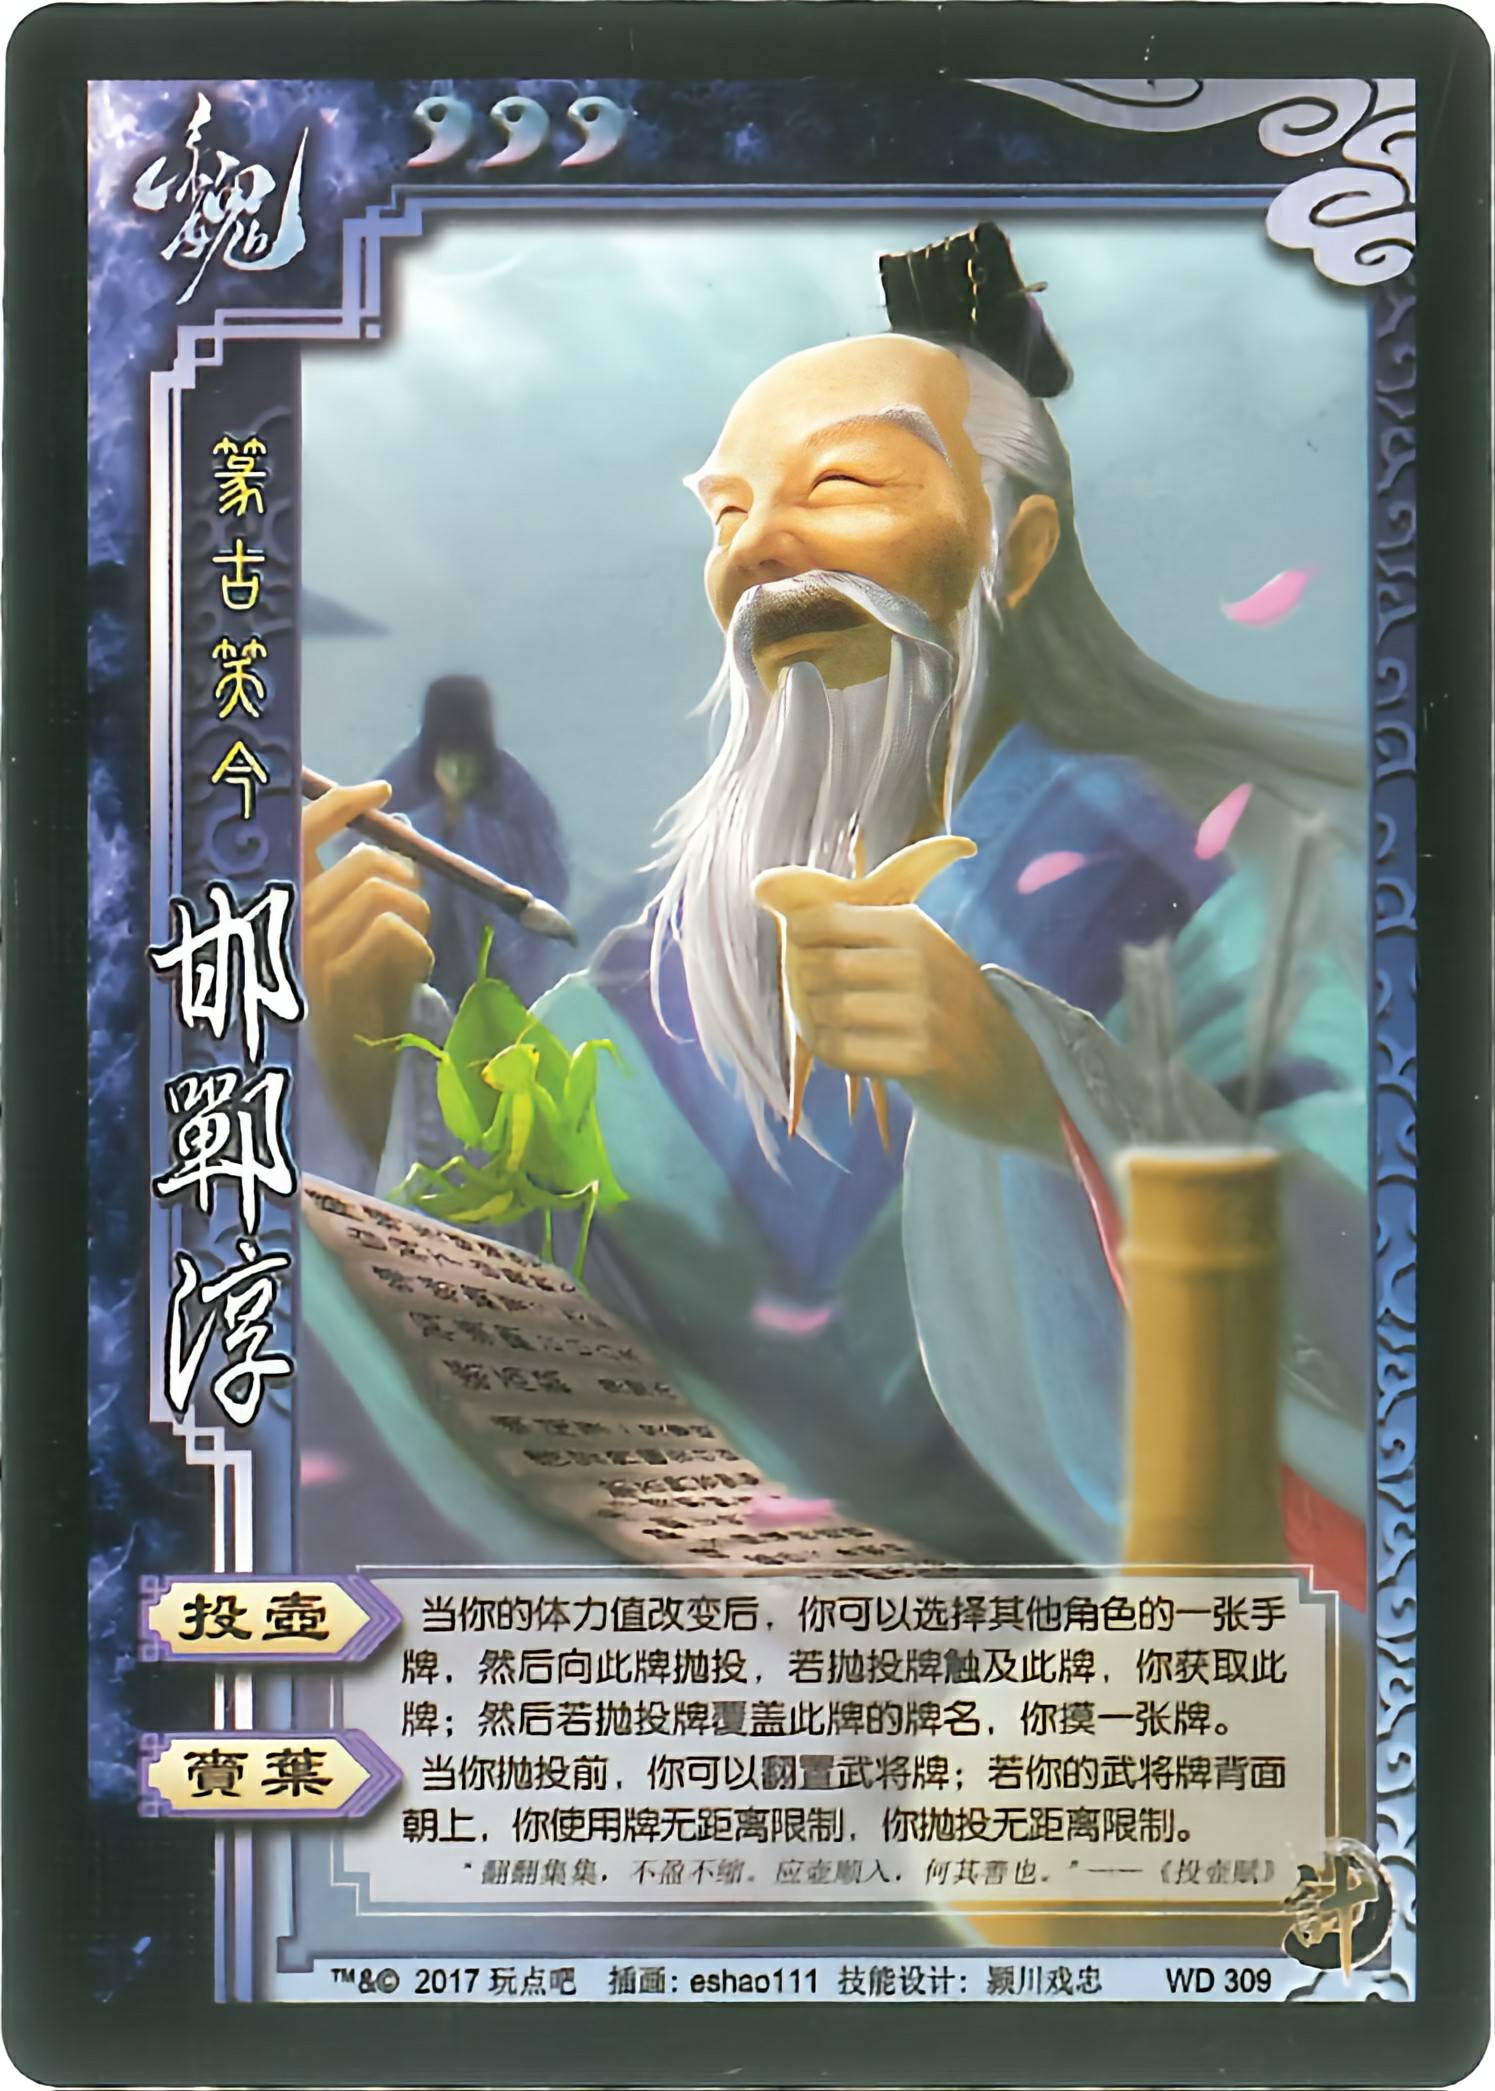 魏
篆古笑今
邯鄲淳
投壺
当你的体力值改变后，你可以选择其他角色的一张手
牌，然后向此牌抛投，若抛投牌触及此牌，你获取此
牌；然后若抛投牌覆盖此牌的牌名，你摸一张牌。
賣葉
当你抛投前，你可以翻置武将牌；若你的武将牌背面
朝上，你使用牌无距离限制，你抛投无距离限制。
“翻翻集集，不盈不缩。应壶顺入，何其善也。”——《投壶赋》
計
™&© 2017 玩点吧 插画：eshao111 技能设计：颍川戏忠 WD 309